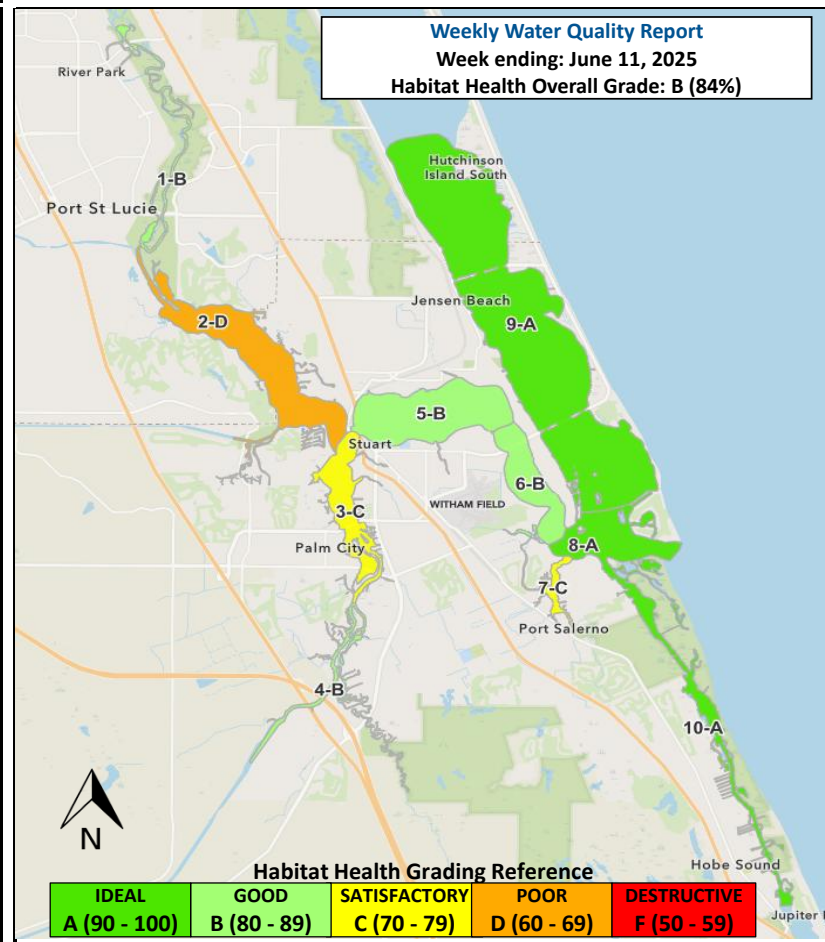 Weekly Water Quality Report
Week ending: June 11, 2025
Habitat Health Overall Grade: B (84%)
River Park
Hutchinson
Island South
1-B
Port St Lucie
Jensen Beach
2-D
9-A
5-B
Stuart
6-B
WITHAM FIELD
3-C
Palm City
8-A
7-C
Port Salerno
4-B
10-A
N
Hobe Sound
Habitat Health Grading Reference
IDEAL GOOD SATISFACTORY POOR DESTRUCTIVE
A (90 - 100) B (80 - 89) C (70 - 79) D (60 - 69) F (50 - 59)
Jupiter